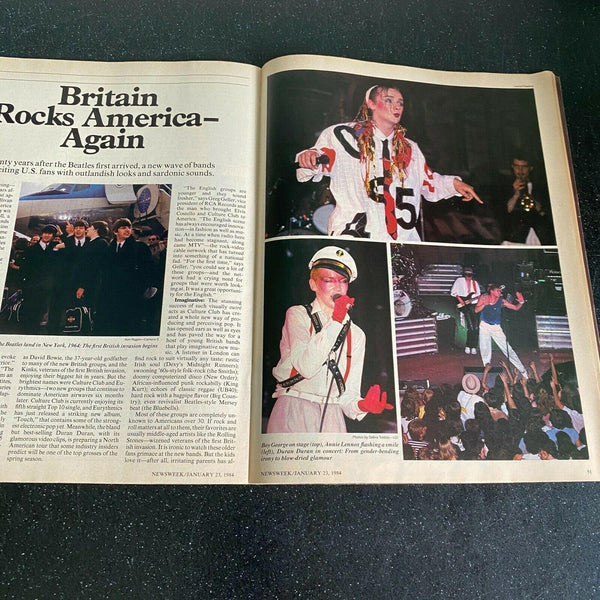 Britain
Rocks America–
Again
nty years after the Beatles first arrived, a new wave of bands
citing U.S. fans with outlandish looks and sardonic sounds.
Beatles land in New York, 1964: The first British invasion begins
as David Bowie, the 37-year-old godfather
to many of the new British groups, and the
Kinks, veterans of the first British invasion,
enjoying their biggest hit in years. But the
brightest names were Culture Club and Eu-
rythmics—new groups that continue to
dominate American airwaves six months
later. Culture Club is currently enjoying its
fifth straight Top 10 single, and Eurythmics
has just released a striking new album,
"Touch," that contains some of the strong-
est electronic pop yet. Meanwhile, the bland
but best-selling Duran Duran, with its
glamorous video clips, is preparing a North
American tour that some industry insiders
predict will be one of the top grosses of the
spring season.
"The English groups are
younger and they sound
fresher," says Greg Geller, vice
president of RCA Records and
the man who brought Elvis
Costello and Culture Club to
America. "The English scene
has always encouraged innova-
tion—in fashion as well as mu-
sic. At a time when radio here
had become stagnant, along
came MTV"—the rock-video
cable network that has turned
into something of a national
fad. "For the first time," says
Geller, "you could see a lot of
these groups—and the net-
work had a crying need for
groups that were worth look-
ing at. It was a great opportun-
ity for the English."
Imaginative: The stunning
success of such visually astute
acts as Culture Club has cre-
ated a whole new way of pro-
ducing and perceiving pop. It
has opened ears as well as eyes
and has paved the way for a
host of young British bands
that play imaginative new mu-
sic. A listener in London can
find rock to suit virtually any taste: rustic
Irish soul (Dexy's Midnight Runners),
swooning '60s-style folk-rock (the Smiths),
doomy computerized disco (New Order),
African-influenced punk rockabilly (King
Kurt); echoes of classic reggae (UB40);
hard rock with a bagpipe flavor (Big Coun-
try); even revivalist Beatles-style Mersey
beat (the Bluebells).
Most of these groups are completely un-
known to Americans over 30. If rock and
roll matters at all to them, their favorites are
usually middle-aged artists like the Rolling
Stones—wizened veterans of the first Brit-
ish invasion. It is ironic to watch these older
fans grimace at the new bands. But the kids
love it—after all, irritating parents has al-
NEWSWEEK/JANUARY 23, 1984
Boy George on stage (top), Annie Lennox flashing a smile
(left), Duran Duran in concert: From gender-bending
irony to blow-dried glamour
NEWSWEEK/JANUARY 23, 1984